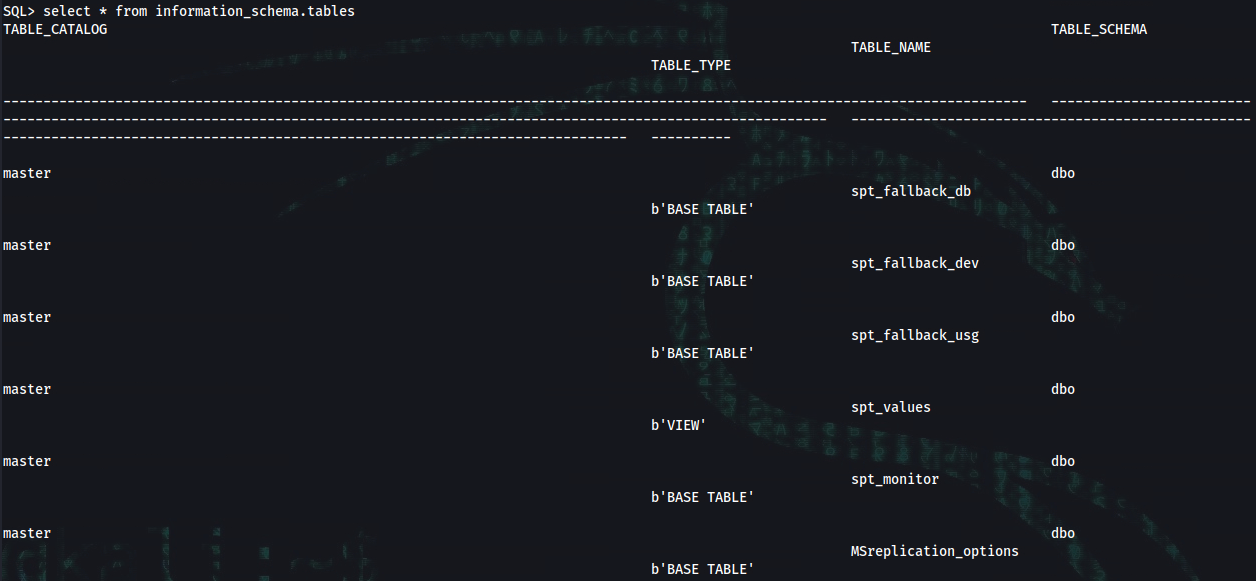 SQL> select * from information_schema.tables
TABLE_CATALOG TABLE_SCHEMA
TABLE_NAME
TABLE_TYPE
-------------------------------------------------------------------------------------------------------------------------------- -------------------------
------------------------------------------------------------------------------------------------------- --------------------------------------------------
------------------------------------------------------------------------------ ----------
master dbo
spt_fallback_db
b'BASE TABLE'
master dbo
spt_fallback_dev
b'BASE TABLE'
master dbo
spt_fallback_usg
b'BASE TABLE'
master dbo
spt_values
b'VIEW'
master dbo
spt_monitor
b'BASE TABLE'
master dbo
MSreplication_options
b'BASE TABLE'